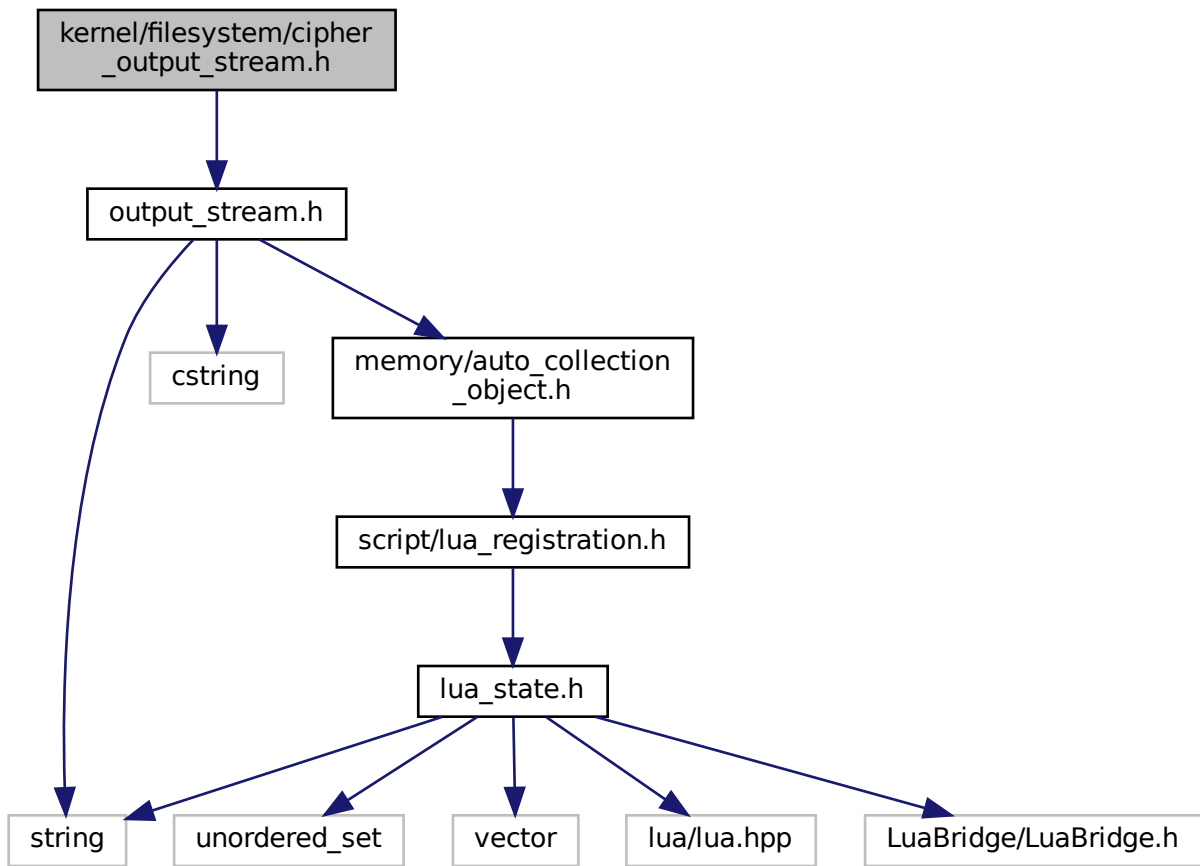 kernel/filesystem/cipher
_output_stream.h
output_stream.h
cstring
memory/auto_collection
_object.h
script/lua_registration.h
lua_state.h
string
unordered_set
vector
lua/lua.hpp
LuaBridge/LuaBridge.h